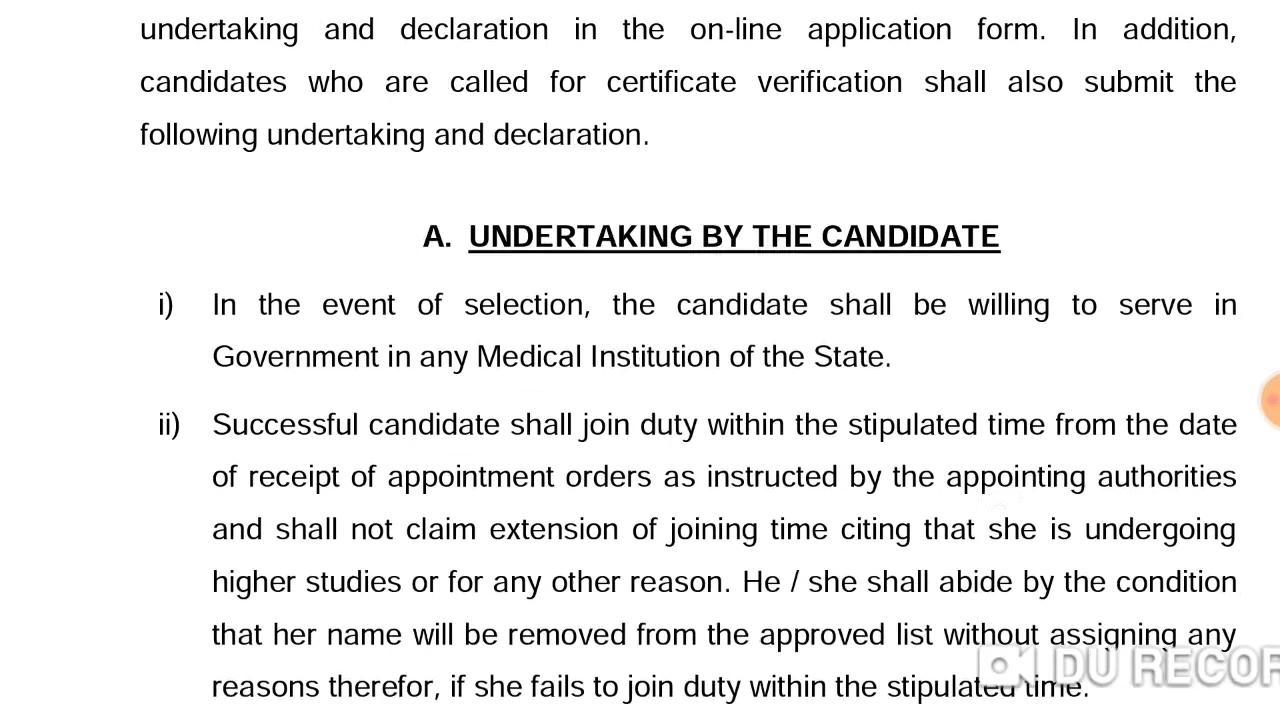 undertaking and declaration in the on-line application form. In addition,
candidates who are called for certificate verification shall also submit the
following undertaking and declaration.
A. UNDERTAKING BY THE CANDIDATE
i) In the event of selection, the candidate shall be willing to serve in
Government in any Medical Institution of the State.
ii) Successful candidate shall join duty within the stipulated time from the date
of receipt of appointment orders as instructed by the appointing authorities
and shall not claim extension of joining time citing that she is undergoing
higher studies or for any other reason. He / she shall abide by the condition
that her name will be removed from the approved list without assigning any
reasons therefor, if she fails to join duty within the stipulated time.
DU RECOR